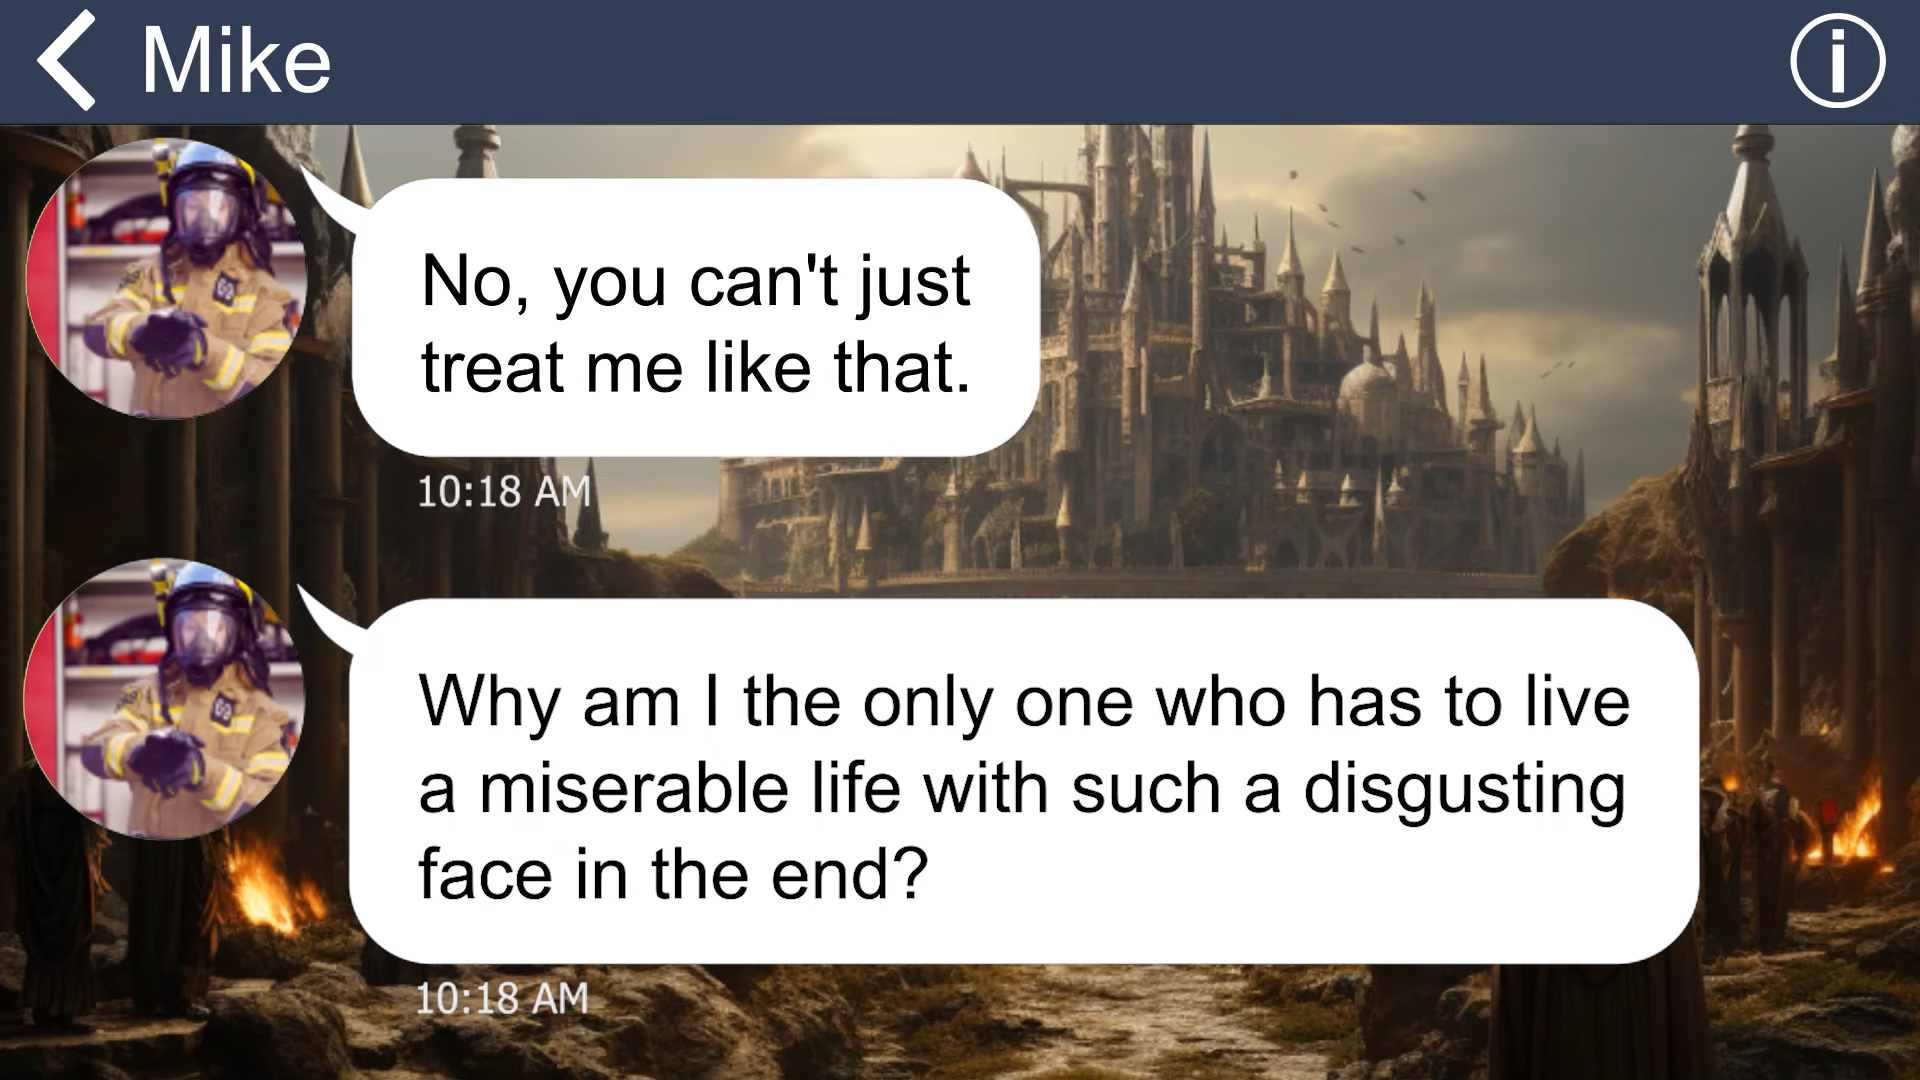 Mike
No, you can't just
treat me like that.
10:18 AM
Why am I the only one who has to live
a miserable life with such a disgusting
face in the end?
10:18 AM